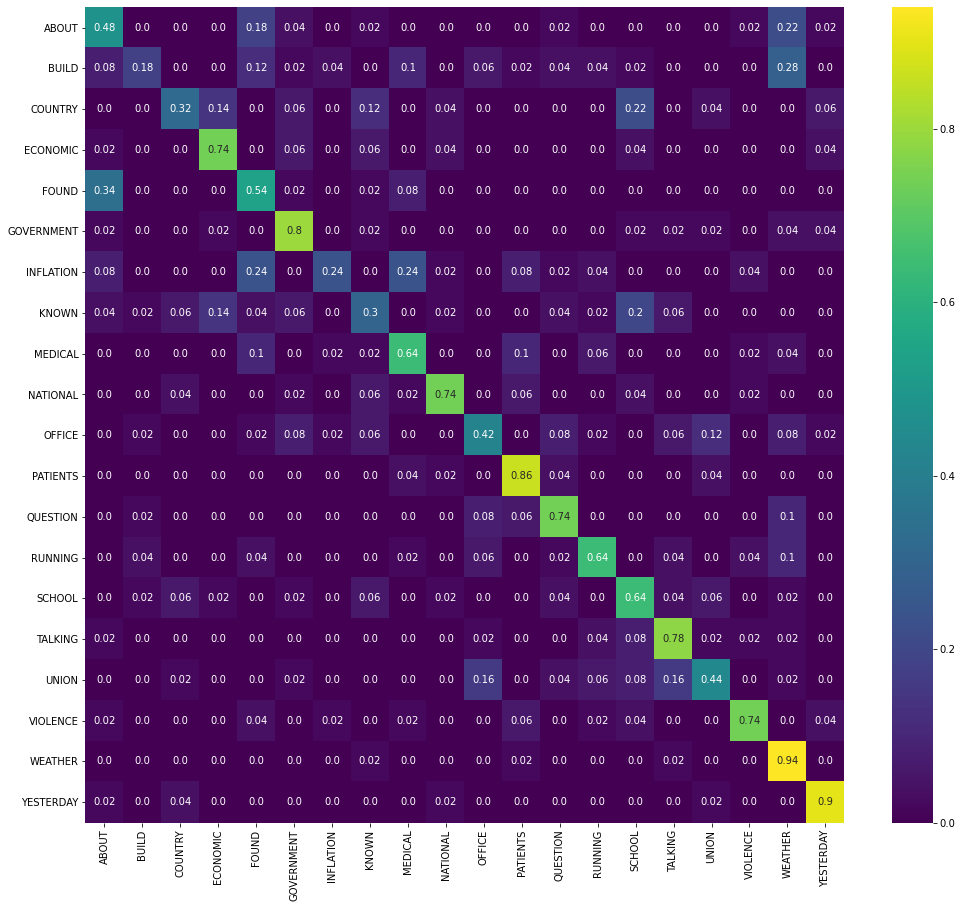 ABOUT 0.48 0.0 0.0 0.0 0.18 0.04 0.0 0.02 0.0 0.0 0.0 0.0 0.02 0.0 0.0 0.0 0.0 0.02 0.22 0.02
BUILD 0.08 0.18 0.0 0.0 0.12 0.02 0.04 0.0 0.1 0.0 0.06 0.02 0.04 0.04 0.02 0.0 0.0 0.0 0.28 0.0
COUNTRY 0.0 0.0 0.32 0.14 0.0 0.06 0.0 0.12 0.0 0.04 0.0 0.0 0.0 0.0 0.22 0.0 0.04 0.0 0.0 0.06
0.8
ECONOMIC 0.02 0.0 0.0 0.74 0.0 0.06 0.0 0.06 0.0 0.04 0.0 0.0 0.0 0.0 0.04 0.0 0.0 0.0 0.0 0.04
FOUND 0.34 0.0 0.0 0.0 0.54 0.02 0.0 0.02 0.08 0.0 0.0 0.0 0.0 0.0 0.0 0.0 0.0 0.0 0.0 0.0
GOVERNMENT 0.02 0.0 0.0 0.02 0.0 0.8 0.0 0.02 0.0 0.0 0.0 0.0 0.0 0.0 0.02 0.02 0.02 0.0 0.04 0.04
INFLATION 0.08 0.0 0.0 0.0 0.24 0.0 0.24 0.0 0.24 0.02 0.0 0.08 0.02 0.04 0.0 0.0 0.0 0.04 0.0 0.0
0.6
KNOWN 0.04 0.02 0.06 0.14 0.04 0.06 0.0 0.3 0.0 0.02 0.0 0.0 0.04 0.02 0.2 0.06 0.0 0.0 0.0 0.0
MEDICAL 0.0 0.0 0.0 0.0 0.1 0.0 0.02 0.02 0.64 0.0 0.0 0.1 0.0 0.06 0.0 0.0 0.0 0.02 0.04 0.0
NATIONAL 0.0 0.0 0.04 0.0 0.0 0.02 0.0 0.06 0.02 0.74 0.0 0.06 0.0 0.0 0.04 0.0 0.0 0.02 0.0 0.0
OFFICE 0.0 0.02 0.0 0.0 0.02 0.08 0.02 0.06 0.0 0.0 0.42 0.0 0.08 0.02 0.0 0.06 0.12 0.0 0.08 0.02
0.4
PATIENTS 0.0 0.0 0.0 0.0 0.0 0.0 0.0 0.0 0.04 0.02 0.0 0.86 0.04 0.0 0.0 0.0 0.04 0.0 0.0 0.0
QUESTION 0.0 0.02 0.0 0.0 0.0 0.0 0.0 0.0 0.0 0.0 0.08 0.06 0.74 0.0 0.0 0.0 0.0 0.0 0.1 0.0
RUNNING 0.0 0.04 0.0 0.0 0.04 0.0 0.0 0.0 0.02 0.0 0.06 0.0 0.02 0.64 0.0 0.04 0.0 0.04 0.1 0.0
SCHOOL 0.0 0.02 0.06 0.02 0.0 0.02 0.0 0.06 0.0 0.02 0.0 0.0 0.04 0.0 0.64 0.04 0.06 0.0 0.02 0.0
0.2
TALKING 0.02 0.0 0.0 0.0 0.0 0.0 0.0 0.0 0.0 0.0 0.02 0.0 0.0 0.04 0.08 0.78 0.02 0.02 0.02 0.0
UNION 0.0 0.0 0.02 0.0 0.0 0.02 0.0 0.0 0.0 0.0 0.16 0.0 0.04 0.06 0.08 0.16 0.44 0.0 0.02 0.0
VIOLENCE 0.02 0.0 0.0 0.0 0.04 0.0 0.02 0.0 0.02 0.0 0.0 0.06 0.0 0.02 0.04 0.0 0.0 0.74 0.0 0.04
WEATHER 0.0 0.0 0.0 0.0 0.0 0.0 0.0 0.02 0.0 0.0 0.0 0.02 0.0 0.0 0.0 0.02 0.0 0.0 0.94 0.0
YESTERDAY 0.02 0.0 0.04 0.0 0.0 0.0 0.0 0.0 0.0 0.02 0.0 0.0 0.0 0.0 0.0 0.0 0.02 0.0 0.0 0.9
0.0
ABOUT BUILD COUNTRY ECONOMIC FOUND GOVERNMENT INFLATION KNOWN MEDICAL NATIONAL OFFICE PATIENTS QUESTION RUNNING SCHOOL TALKING UNION VIOLENCE WEATHER YESTERDAY